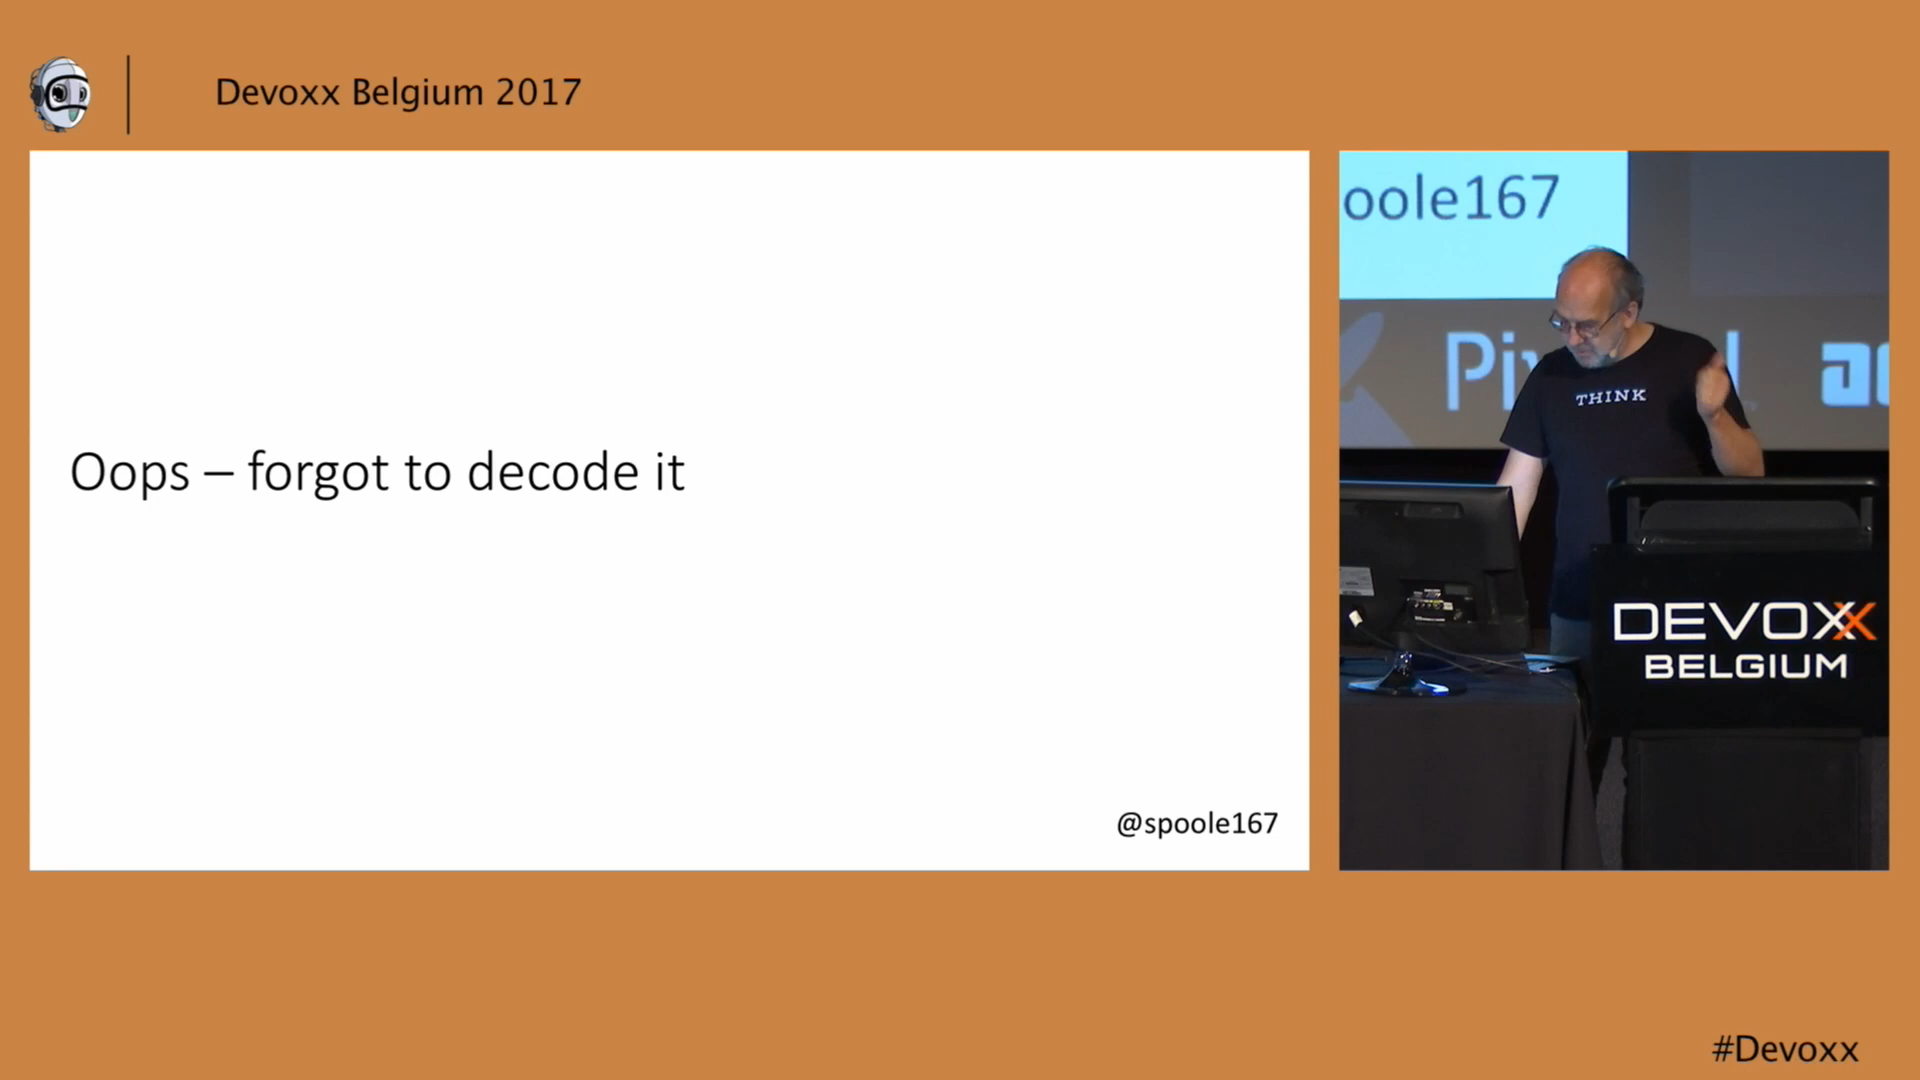 Devoxx Belgium 2017
Oops – forgot to decode it
@spoole167
oole167
THINK
DEVOXX
BELGIUM
#Devoxx